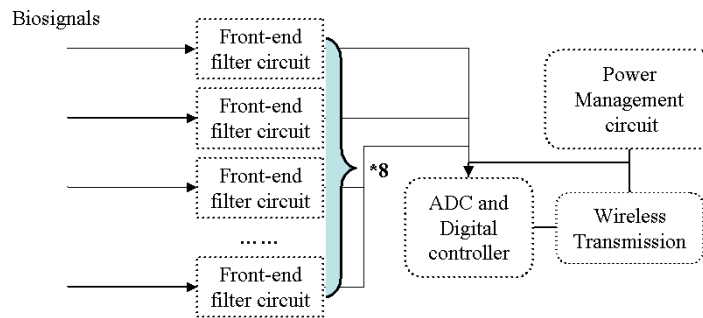 Biosignals
Front-end
filter circuit
Front-end
filter circuit
Front-end
filter circuit
... ...
Front-end
filter circuit
*8
Power
Management
circuit
ADC and
Digital
controller
Wireless
Transmission